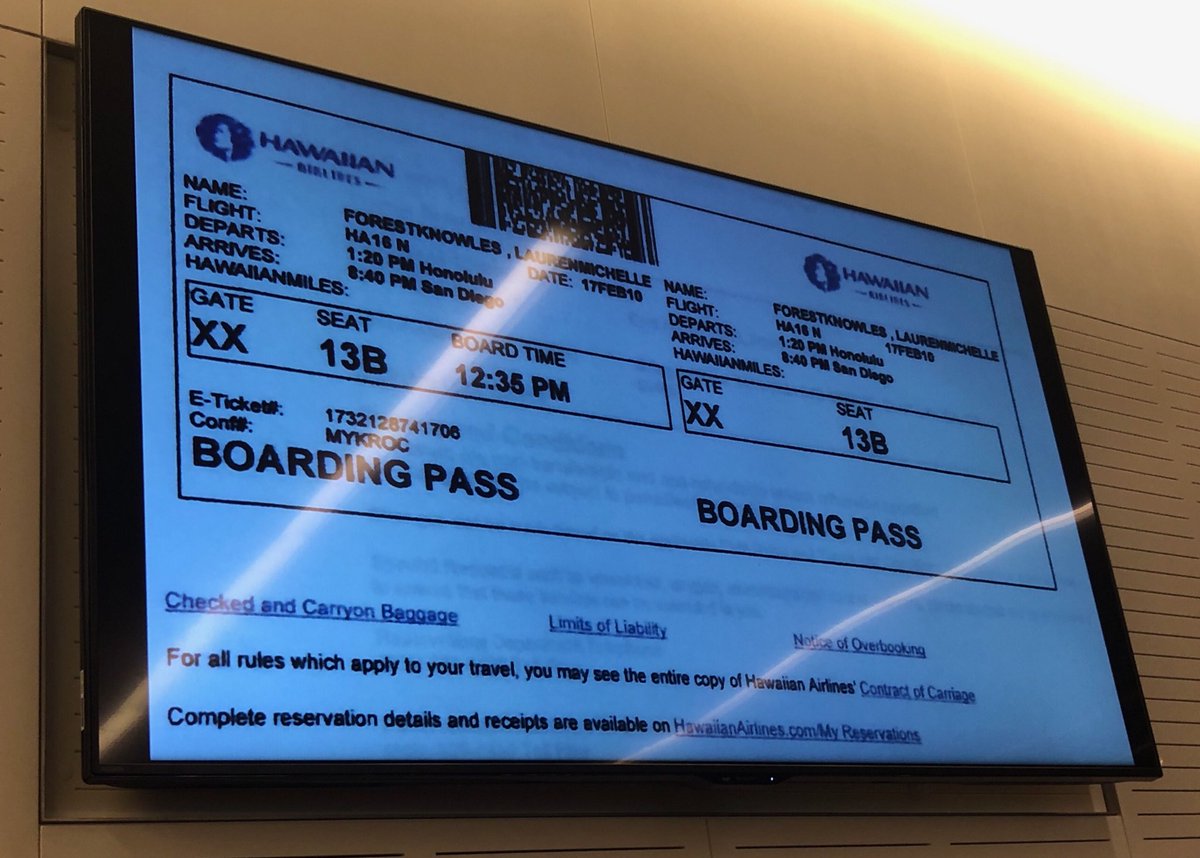 HAWAIIAN
AIRLINES
NAME: FORESTKNOWLES , LAURENMICHELLE
FLIGHT: HA16 N DATE: 17FEB10
DEPARTS: 1:20 PM Honolulu
ARRIVES: 8:40 PM San Diego
HAWAIIANMILES:
GATE SEAT BOARD TIME
XX 13B 12:35 PM
E-Ticket#: 1732128741706
Conf#: MYKROC
BOARDING PASS
HAWAIIAN
AIRLINES
NAME: FORESTKNOWLES , LAURENMICHELLE
FLIGHT: HA16 N 17FEB10
DEPARTS: 1:20 PM Honolulu
ARRIVES: 8:40 PM San Diego
HAWAIIANMILES:
GATE SEAT
XX 13B
BOARDING PASS
Checked and Carryon Baggage Limits of Liability Notice of Overbooking
For all rules which apply to your travel, you may see the entire copy of Hawaiian Airlines' Contract of Carriage
Complete reservation details and receipts are available on HawaiianAirlines.com/My Reservations